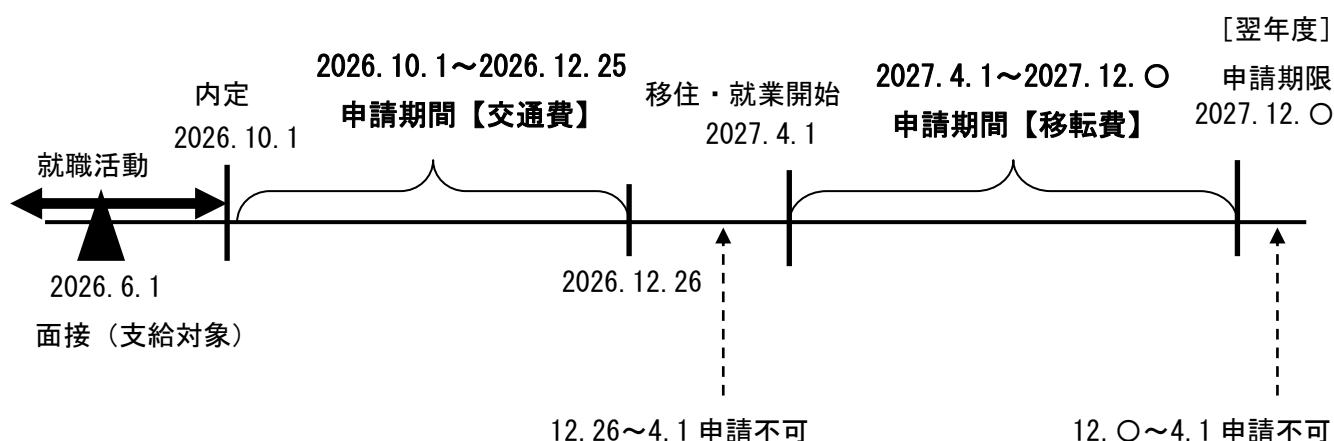 [翌年度]
2026.10.1～2026.12.25
申請期間【交通費】
2027.4.1～2027.12.○
申請期間【移転費】
申請期限
2027.12.○
内定
2026.10.1
移住・就業開始
2027.4.1
就職活動
2026.6.1
面接（支給対象）
2026.12.26
12.26～4.1 申請不可
12.○～4.1 申請不可